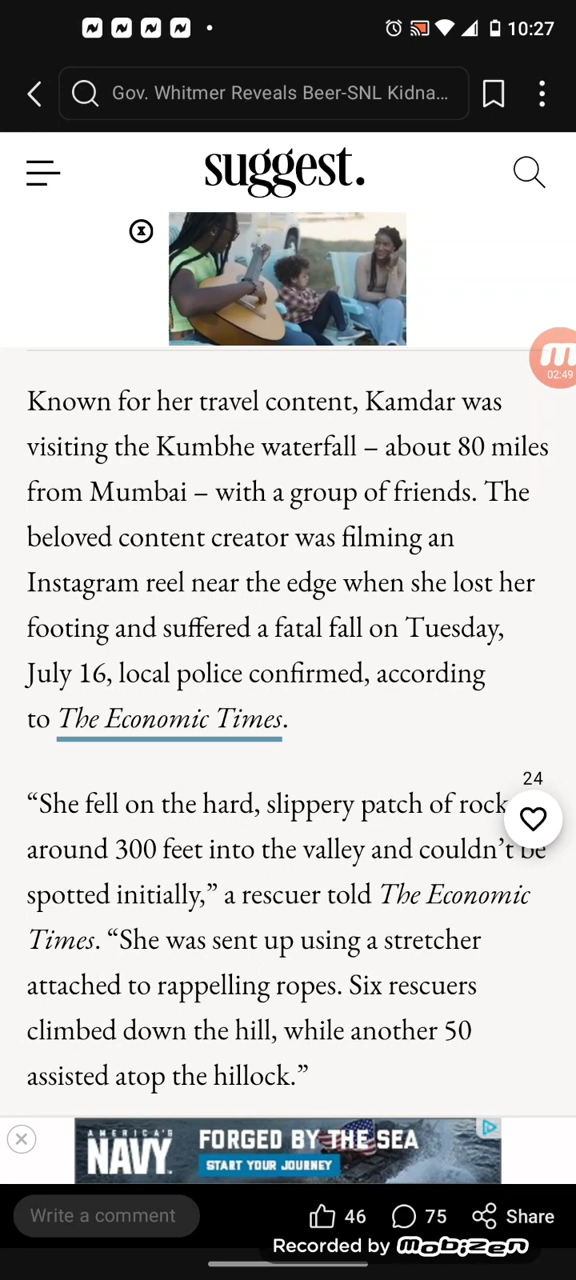 10:27
Gov. Whitmer Reveals Beer-SNL Kidna...
suggest.
02:49
Known for her travel content, Kamdar was
visiting the Kumbhe waterfall – about 80 miles
from Mumbai – with a group of friends. The
beloved content creator was filming an
Instagram reel near the edge when she lost her
footing and suffered a fatal fall on Tuesday,
July 16, local police confirmed, according
to The Economic Times.
24
“She fell on the hard, slippery patch of rock
around 300 feet into the valley and couldn’t be
spotted initially,” a rescuer told The Economic
Times. “She was sent up using a stretcher
attached to rappelling ropes. Six rescuers
climbed down the hill, while another 50
assisted atop the hillock.”
AMERICA'S
NAVY
FORGED BY THE SEA
START YOUR JOURNEY
Write a comment
46
75
Share
Recorded by mobizen